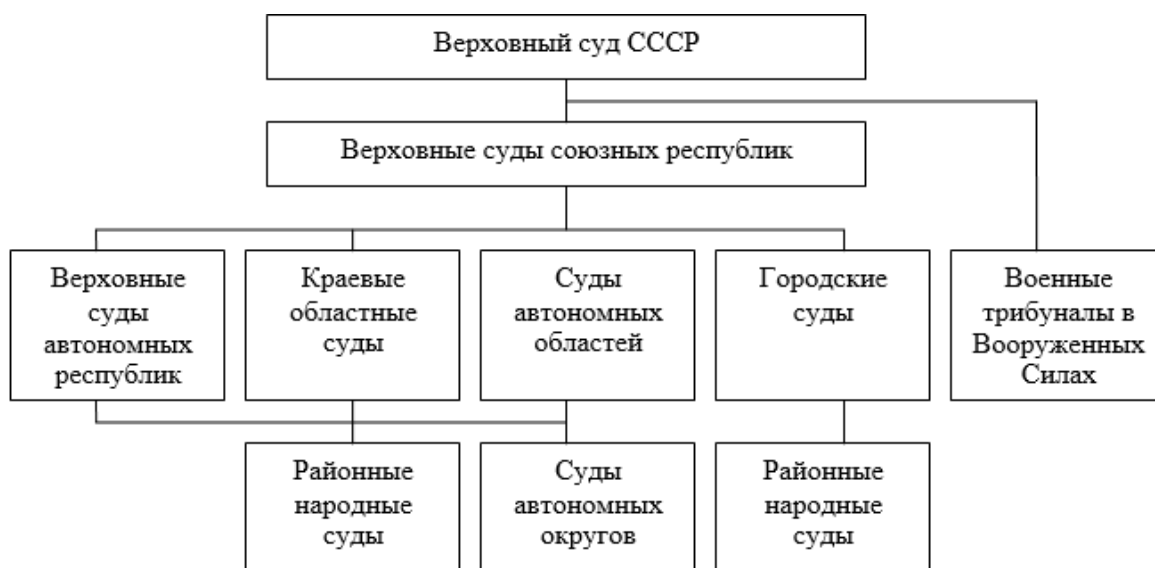 Верховный суд СССР
Верховные суды союзных республик
Верховные
суды
автономных
республик
Краевые
областные
суды
Суды
автономных
областей
Городские
суды
Военные
трибуналы в
Вооруженных
Силах
Районные
народные
суды
Суды
автономных
округов
Районные
народные
суды